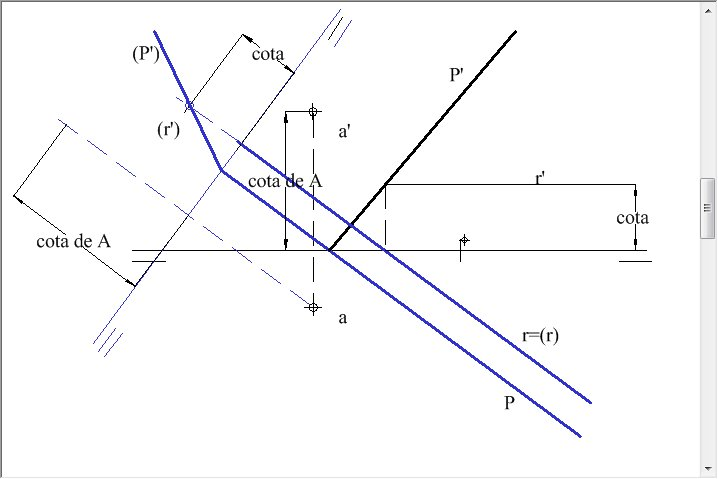 (P')
cota
P'
(r')
a'
cota de A
r'
cota
cota de A
a
r=(r)
P